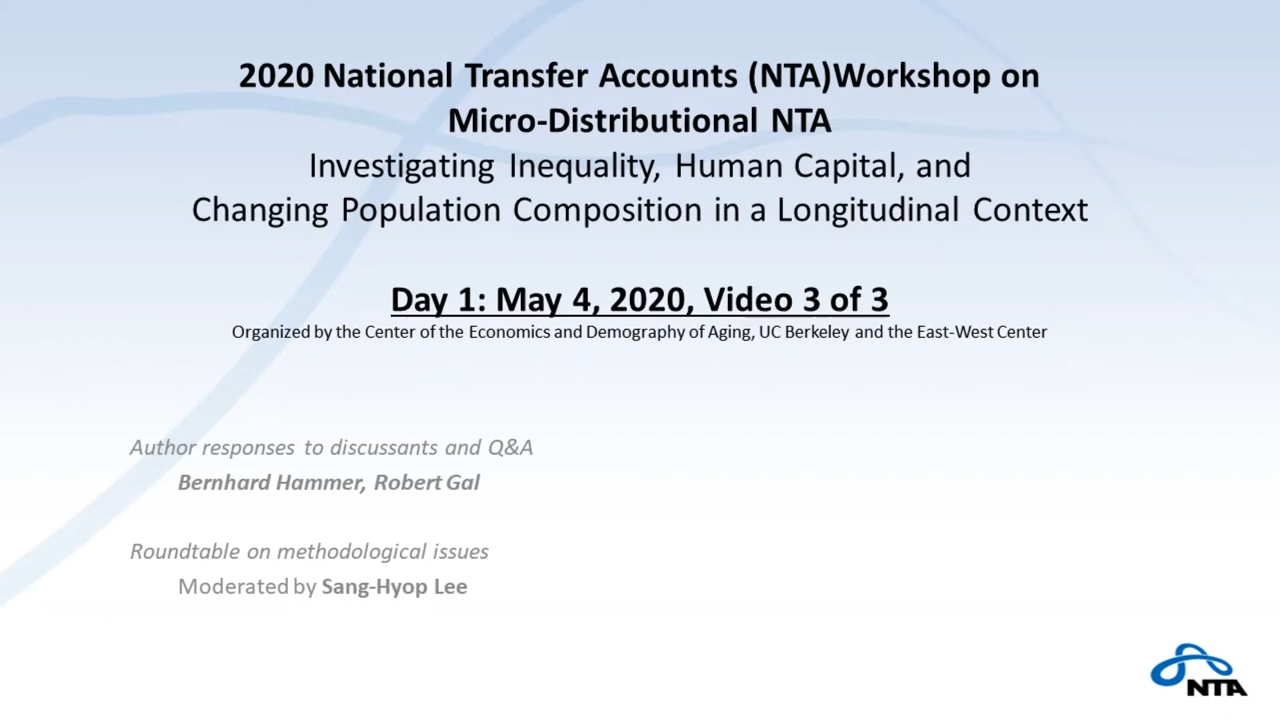 2020 National Transfer Accounts (NTA)Workshop on
Micro-Distributional NTA
Investigating Inequality, Human Capital, and
Changing Population Composition in a Longitudinal Context
Day 1: May 4, 2020, Video 3 of 3
Organized by the Center of the Economics and Demography of Aging, UC Berkeley and the East-West Center
Author responses to discussants and Q&A
Bernhard Hammer, Robert Gal
Roundtable on methodological issues
Moderated by Sang-Hyop Lee
NTA